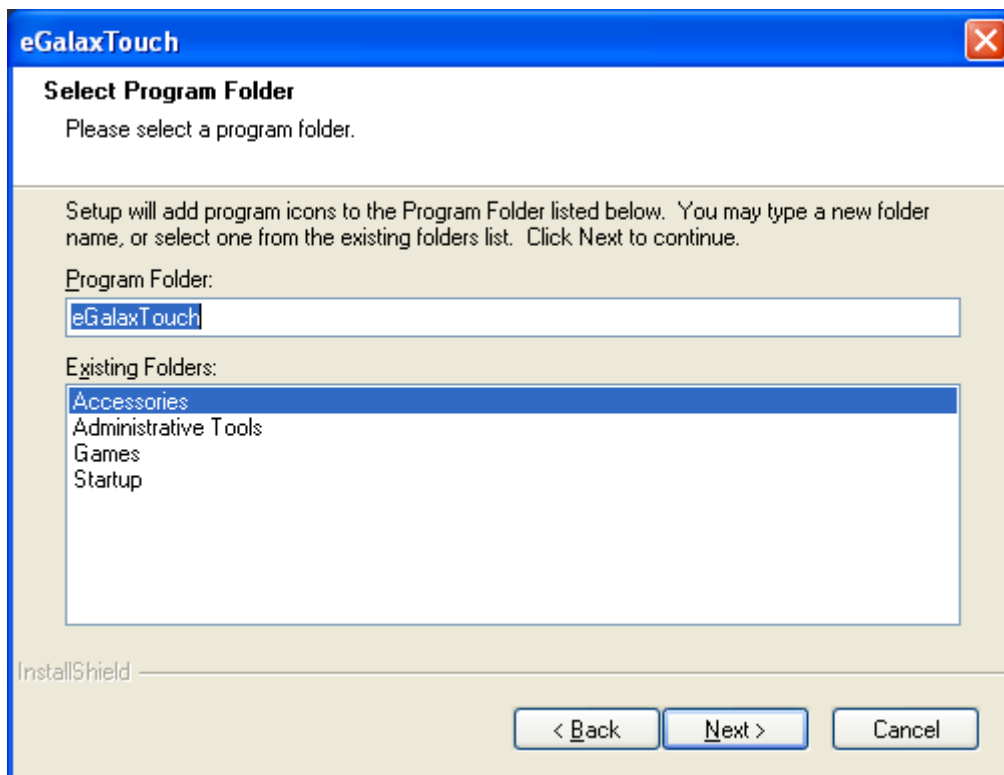 eGalaxTouch
Select Program Folder
Please select a program folder.
Setup will add program icons to the Program Folder listed below.  You may type a new folder
name, or select one from the existing folders list.  Click Next to continue.
Program Folder:
eGalaxTouch
Existing Folders:
Accessories
Administrative Tools
Games
Startup
InstallShield
< Back
Next >
Cancel